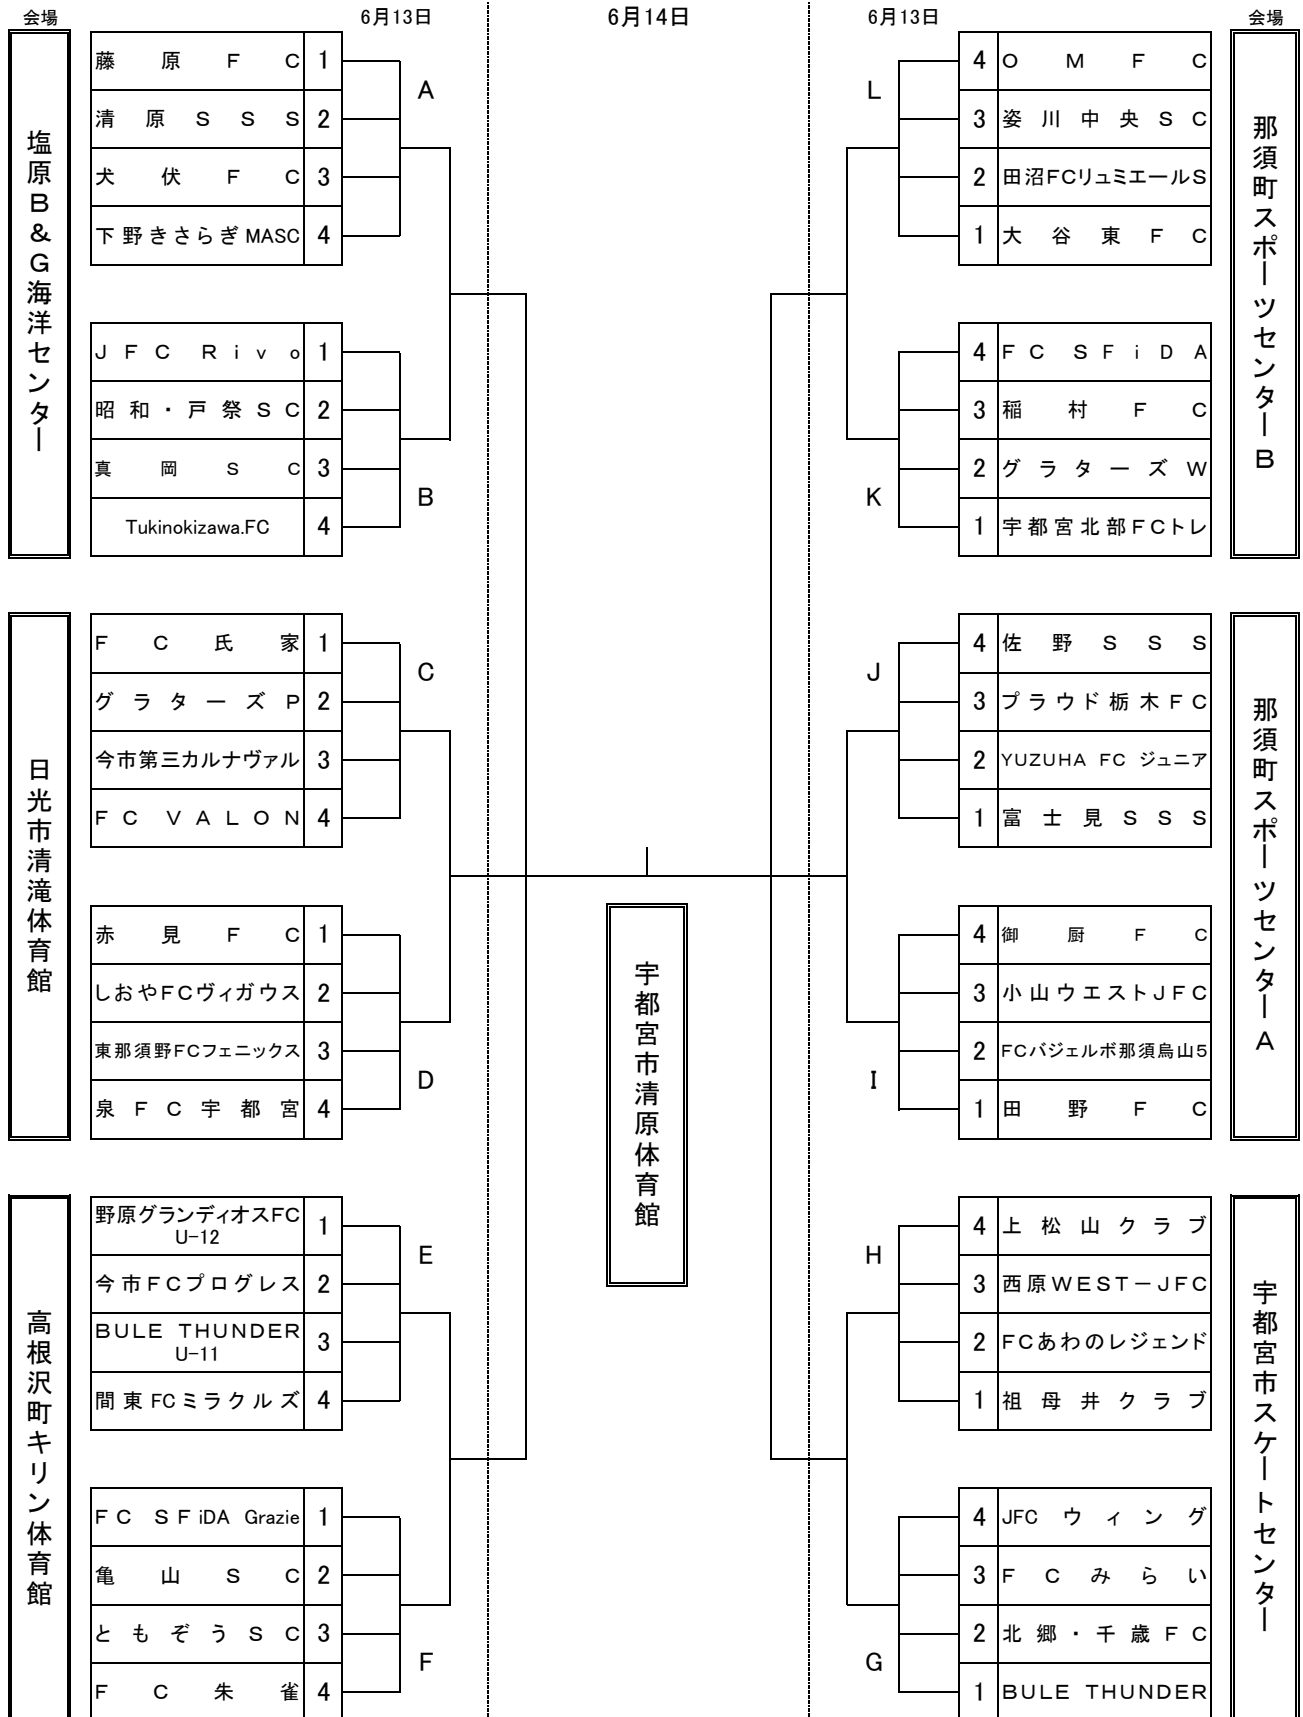 会場
6月13日
6月14日
6月13日
会場
塩原B&G海洋センター
藤原FC 1
清原SSS 2
犬伏FC 3
下野きさらぎMASC 4
A
JFC Rivo 1
昭和・戸祭SC 2
真岡SC 3
Tukinokizawa.FC 4
B
日光市清滝体育館
FC氏家 1
グラターズP 2
今市第三カルナヴァル 3
FC VALON 4
C
赤見FC 1
しおやFCヴィガウス 2
東那須野FCフェニックス 3
泉FC宇都宮 4
D
高根沢町キリン体育館
野原グランディオスFC
U-12
1
今市FCプログレス 2
BULE THUNDER
U-11
3
間東FCミラクルズ 4
E
FC SFiDA Grazie 1
亀山SC 2
ともぞうSC 3
FC朱雀 4
F
宇都宮市清原体育館
L
4 OMFC
3 姿川中央SC
2 田沼FCリュミエールS
1 大谷東FC
K
4 FC SFiDA
3 稲村FC
2 グラターズW
1 宇都宮北部FCトレ
那須町スポーツセンターB
J
4 佐野SSS
3 プラウド栃木FC
2 YUZUHA FC ジュニア
1 富士見SSS
I
4 御厨FC
3 小山ウエストJFC
2 FCバジェルボ那須烏山5
1 田野FC
那須町スポーツセンターA
H
4 上松山クラブ
3 西原WEST－JFC
2 FCあわのレジェンド
1 祖母井クラブ
G
4 JFCウィング
3 FCみらい
2 北郷・千歳FC
1 BULE THUNDER
宇都宮市スケートセンター